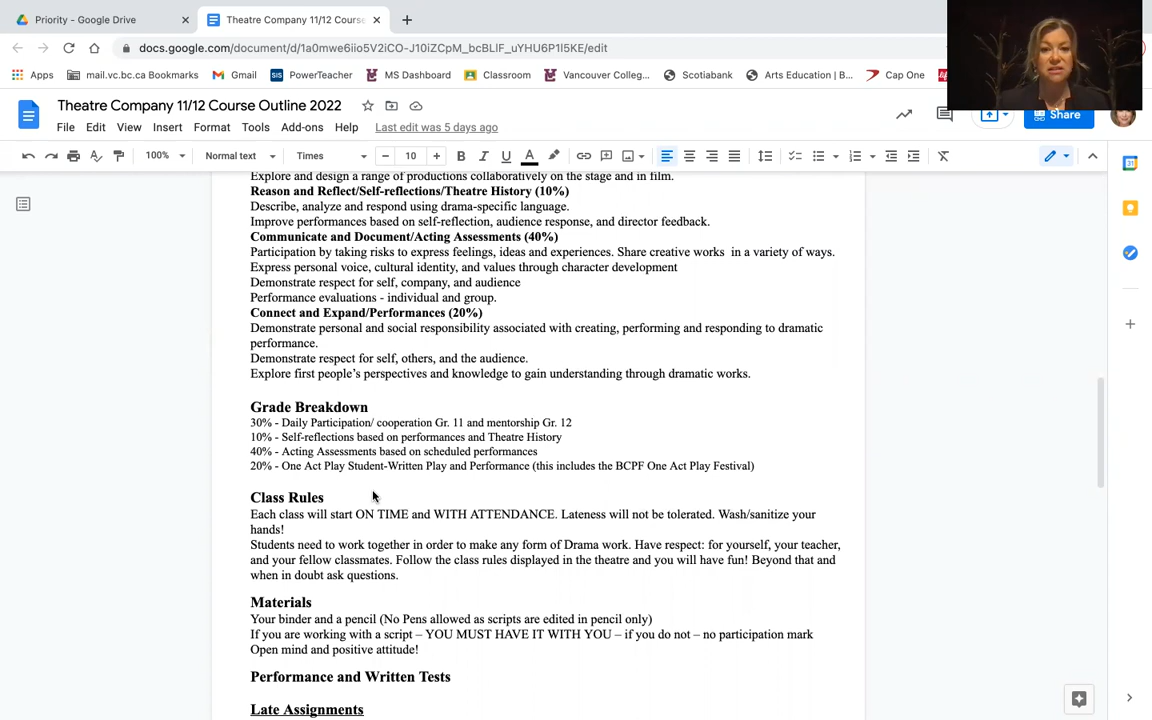 Priority - Google Drive
Theatre Company 11/12 Course
docs.google.com/document/d/1a0mwe6iio5V2iCO-J10iZCpM_bcBLlF_uYHU6P1I5KE/edit
Apps
mail.vc.bc.ca Bookmarks
Gmail
SIS
PowerTeacher
MS Dashboard
Classroom
Vancouver Colleg...
Scotiabank
Arts Education | B...
Cap One
Theatre Company 11/12 Course Outline 2022
File Edit View Insert Format Tools Add-ons Help Last edit was 5 days ago
Share
100% Normal text Times 10 B I U A
Explore and design a range of productions collaboratively on the stage and in film.
Reason and Reflect/Self-reflections/Theatre History (10%)
Describe, analyze and respond using drama-specific language.
Improve performances based on self-reflection, audience response, and director feedback.
Communicate and Document/Acting Assessments (40%)
Participation by taking risks to express feelings, ideas and experiences. Share creative works in a variety of ways.
Express personal voice, cultural identity, and values through character development
Demonstrate respect for self, company, and audience
Performance evaluations - individual and group.
Connect and Expand/Performances (20%)
Demonstrate personal and social responsibility associated with creating, performing and responding to dramatic
performance.
Demonstrate respect for self, others, and the audience.
Explore first people's perspectives and knowledge to gain understanding through dramatic works.
Grade Breakdown
30% - Daily Participation/ cooperation Gr. 11 and mentorship Gr. 12
10% - Self-reflections based on performances and Theatre History
40% - Acting Assessments based on scheduled performances
20% - One Act Play Student-Written Play and Performance (this includes the BCPF One Act Play Festival)
Class Rules
Each class will start ON TIME and WITH ATTENDANCE. Lateness will not be tolerated. Wash/sanitize your
hands!
Students need to work together in order to make any form of Drama work. Have respect: for yourself, your teacher,
and your fellow classmates. Follow the class rules displayed in the theatre and you will have fun! Beyond that and
when in doubt ask questions.
Materials
Your binder and a pencil (No Pens allowed as scripts are edited in pencil only)
If you are working with a script – YOU MUST HAVE IT WITH YOU – if you do not – no participation mark
Open mind and positive attitude!
Performance and Written Tests
Late Assignments